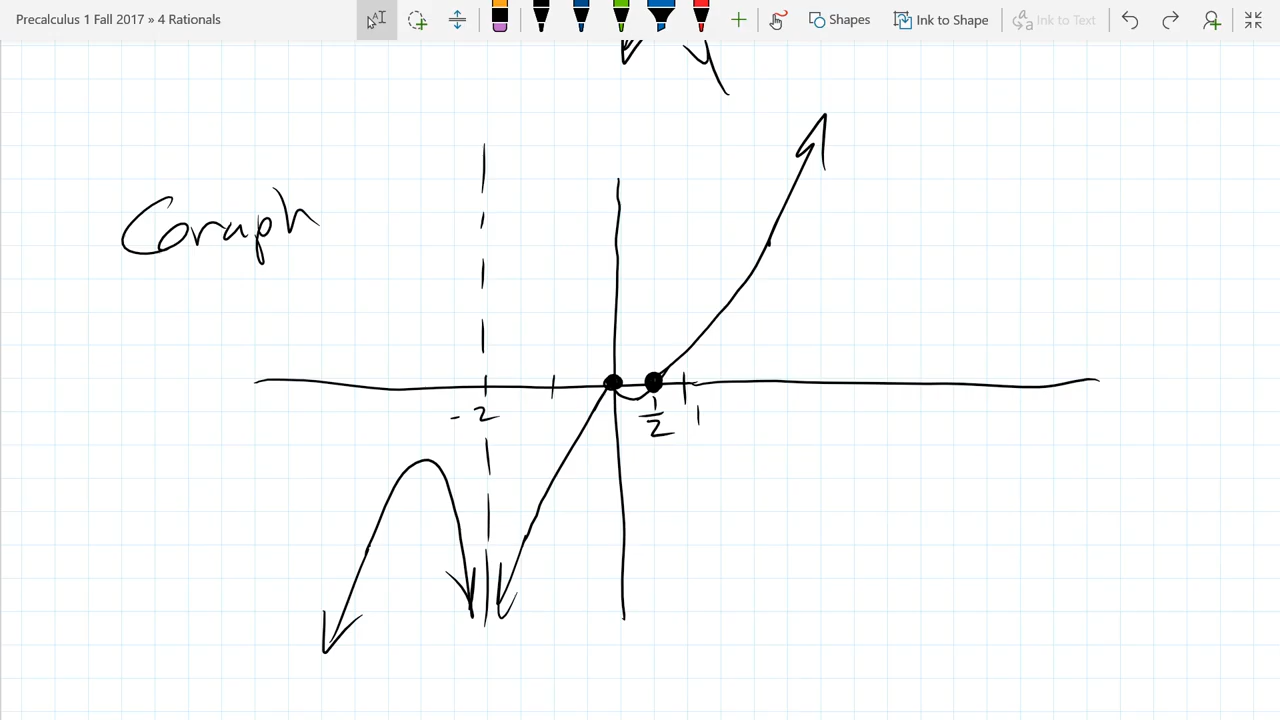 Precalculus 1 Fall 2017 » 4 Rationals
Shapes
Ink to Shape
Ink to Text
Graph
-2
1/2
1